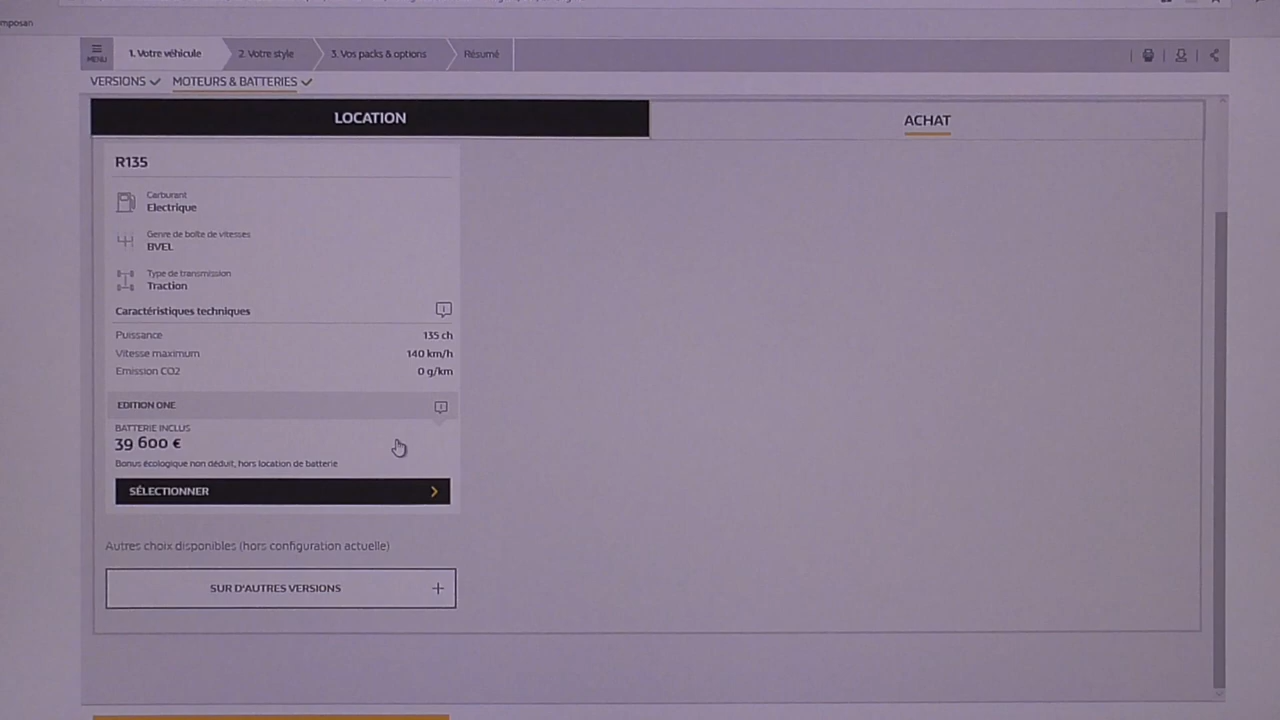 mposan
MENU
1. Votre véhicule
2. Votre style
3. Vos packs & options
Résumé
VERSIONS
MOTEURS & BATTERIES
LOCATION
ACHAT
R135
Carburant
Electrique
Genre de boîte de vitesses
BVEL
Type de transmission
Traction
Caractéristiques techniques
Puissance 135 ch
Vitesse maximum 140 km/h
Emission CO2 0 g/km
EDITION ONE
BATTERIE INCLUS
39 600 €
Bonus écologique non déduit, hors location de batterie
SÉLECTIONNER
Autres choix disponibles (hors configuration actuelle)
SUR D'AUTRES VERSIONS